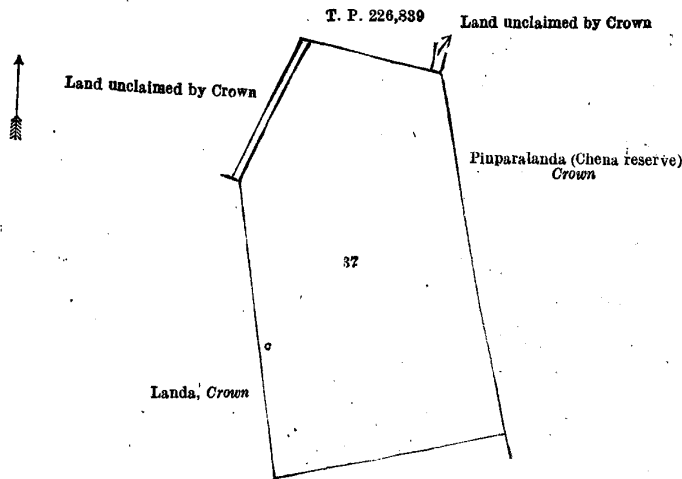 T. P. 226,839
Land unclaimed by Crown
Land unclaimed by Crown
Pinparalanda (Chena reserve)
Crown
37
Landa, Crown